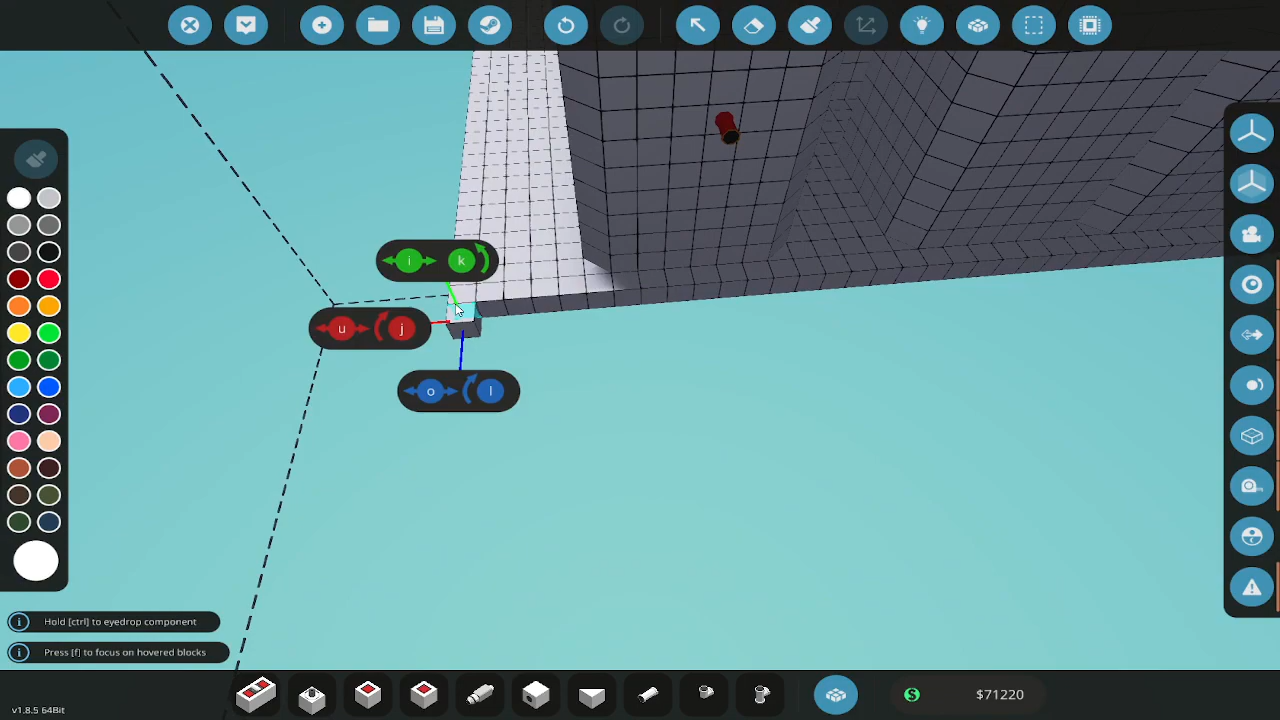 i k
u j
o l
Hold [ctrl] to eyedrop component
Press [f] to focus on hovered blocks
$ $71220
v1.8.5 64Bit